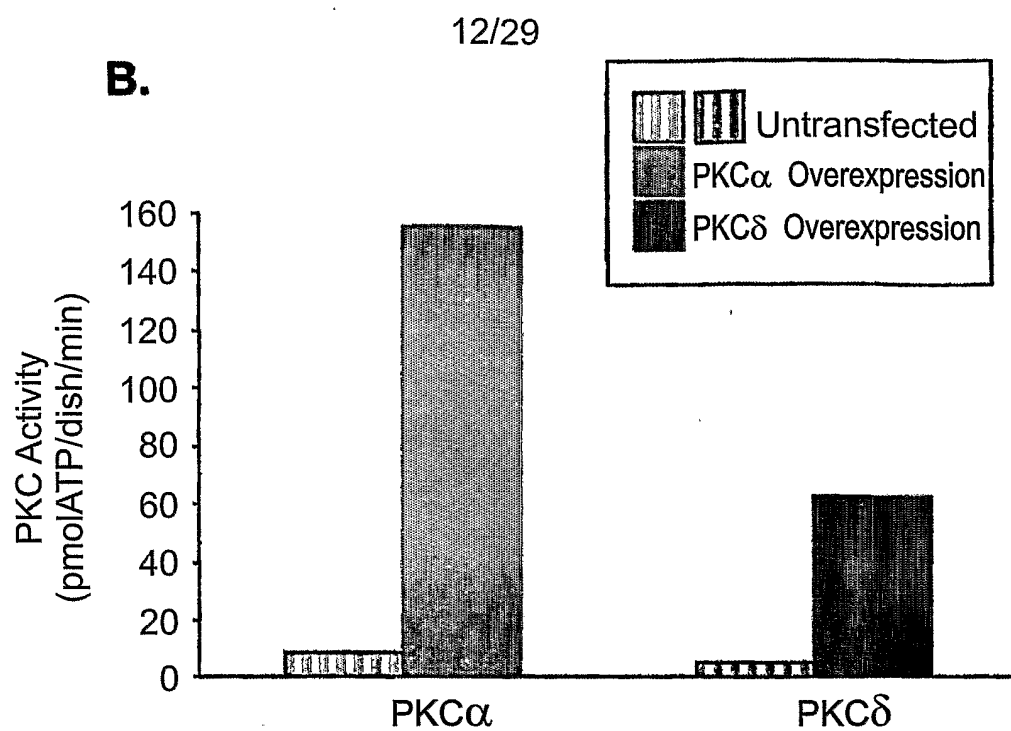 12/29
B.
Untransfected
PKCα Overexpression
PKCδ Overexpression
PKC Activity
(pmolATP/dish/min)
160
140
120
100
80
60
40
20
0
PKCα
PKCδ